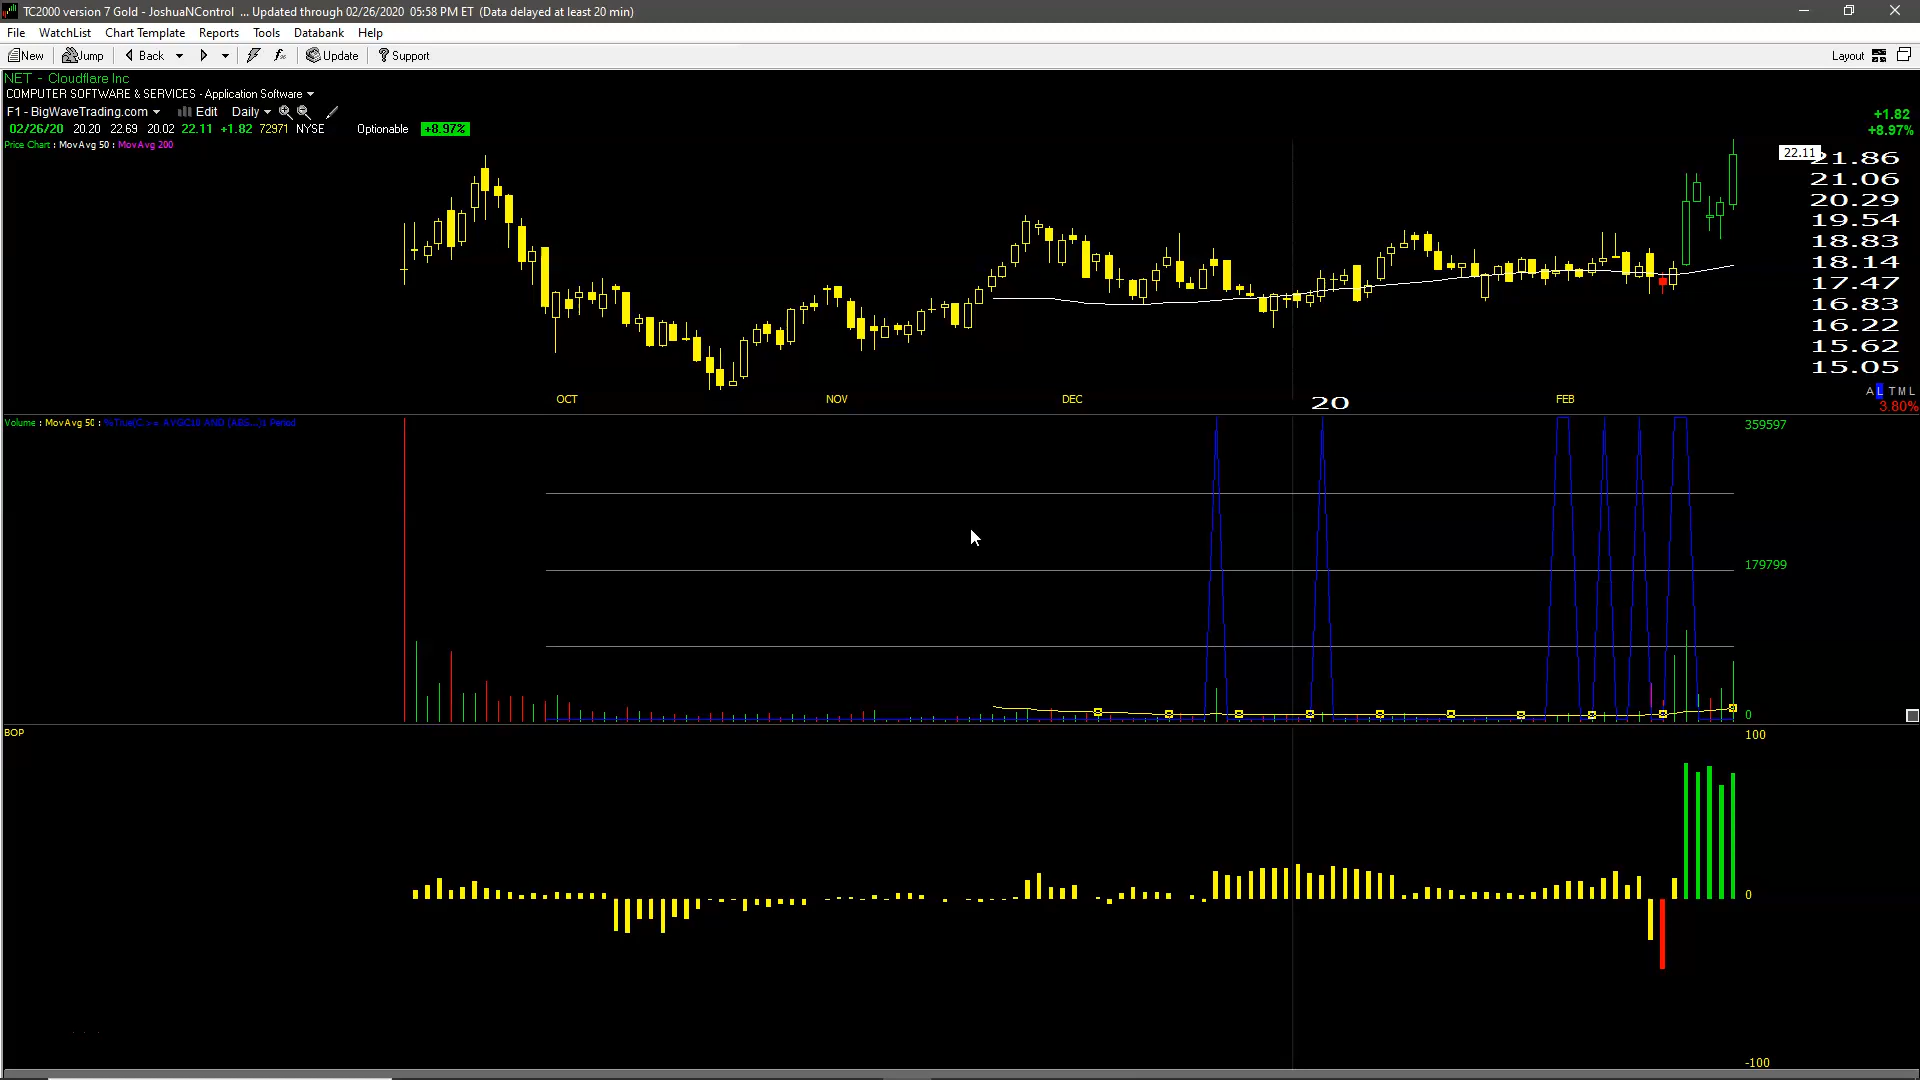 TC2000 version 7 Gold - JoshuaNControl ... Updated through 02/26/2020 05:58 PM ET (Data delayed at least 20 min)
File WatchList Chart Template Reports Tools Databank Help
New Jump Back Update ? Support Layout
NET - Cloudflare Inc
COMPUTER SOFTWARE & SERVICES - Application Software
F1 - BigWaveTrading.com Edit Daily
02/26/20 20.20 22.69 20.02 22.11 +1.82 72971 NYSE Optionable +8.97%
+1.82
+8.97%
Price Chart : MovAvg 50 : MovAvg 200
22.11
21.86
21.06
20.29
19.54
18.83
18.14
17.47
16.83
16.22
15.62
15.05
A L T M L
3.80%
OCT NOV DEC 20 FEB
Volume : MovAvg 50 : %True(C >= AVGC10 AND (ABS...)1 Period
359597
179799
0
BOP
100
0
-100